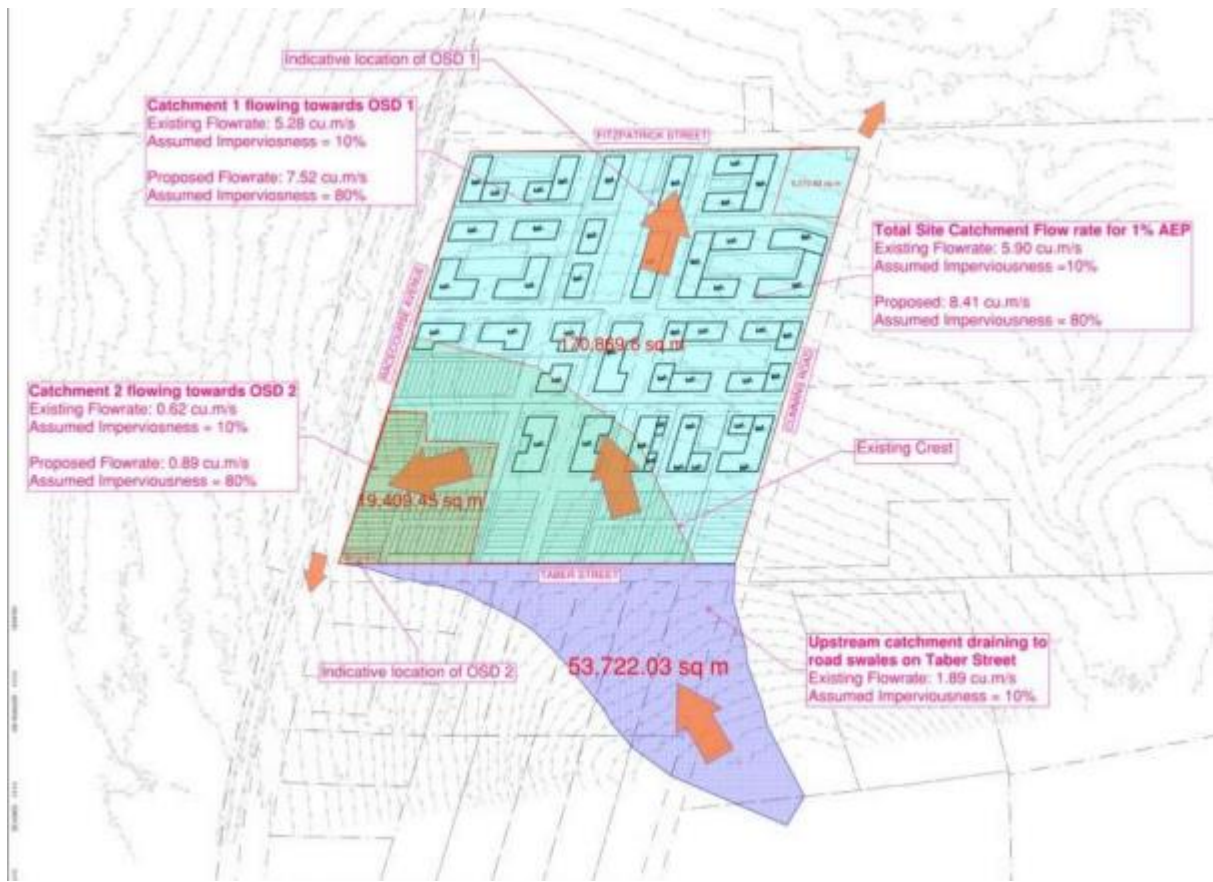 Indicative location of OSD 1
Catchment 1 flowing towards OSD 1
Existing Flowrate: 5.28 cu.m/s
Assumed Imperviousness = 10%
Proposed Flowrate: 7.52 cu.m/s
Assumed Imperviousness = 80%
FITZPATRICK STREET
Total Site Catchment Flow rate for 1% AEP
Existing Flowrate: 5.90 cu.m/s
Assumed Imperviousness =10%
Proposed: 8.41 cu.m/s
Assumed Imperviousness = 80%
RACECOURSE AVENUE
170,869.6 sq m
ROAD
Catchment 2 flowing towards OSD 2
Existing Flowrate: 0.62 cu.m/s
Assumed Imperviosness = 10%
Proposed Flowrate: 0.89 cu.m/s
Assumed Imperviousness = 80%
Existing Crest
19,409.45 sq m
TABER STREET
Indicative location of OSD 2
53,722.03 sq m
Upstream catchment draining to
road swales on Taber Street
Existing Flowrate: 1.89 cu.m/s
Assumed Imperviousness = 10%